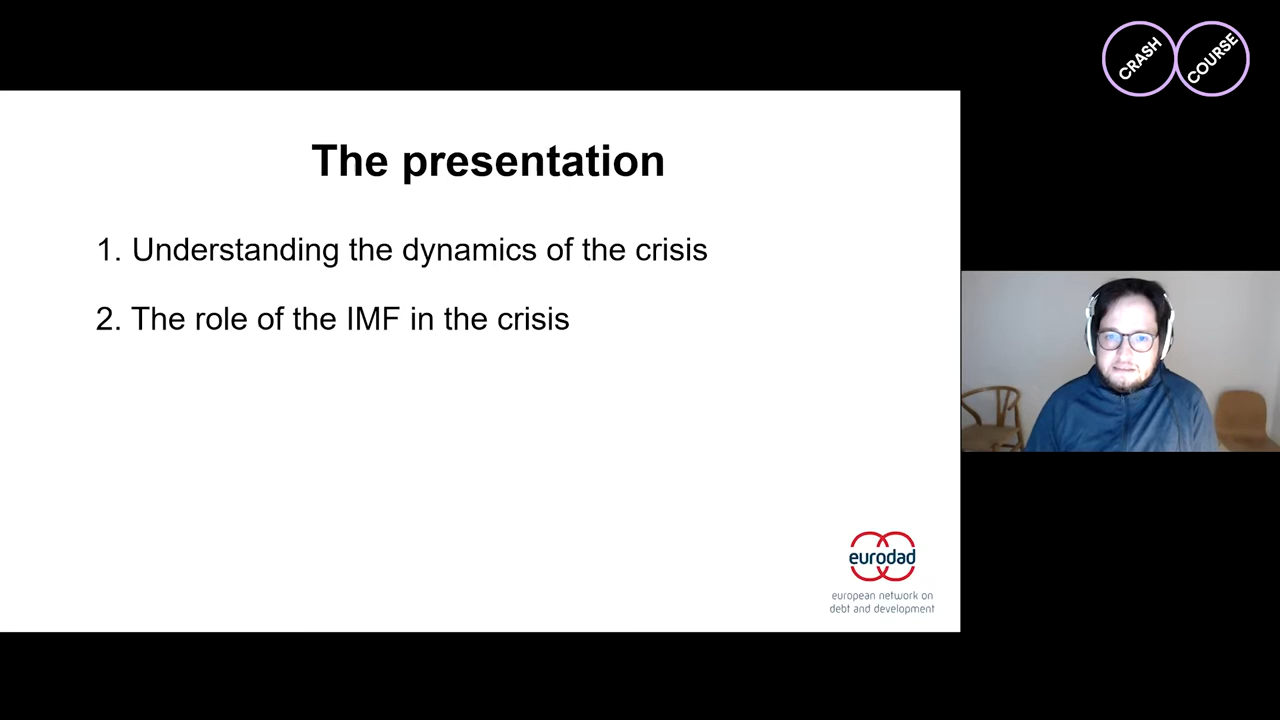 CRASH COURSE
The presentation
1. Understanding the dynamics of the crisis
2. The role of the IMF in the crisis
eurodad
european network on
debt and development